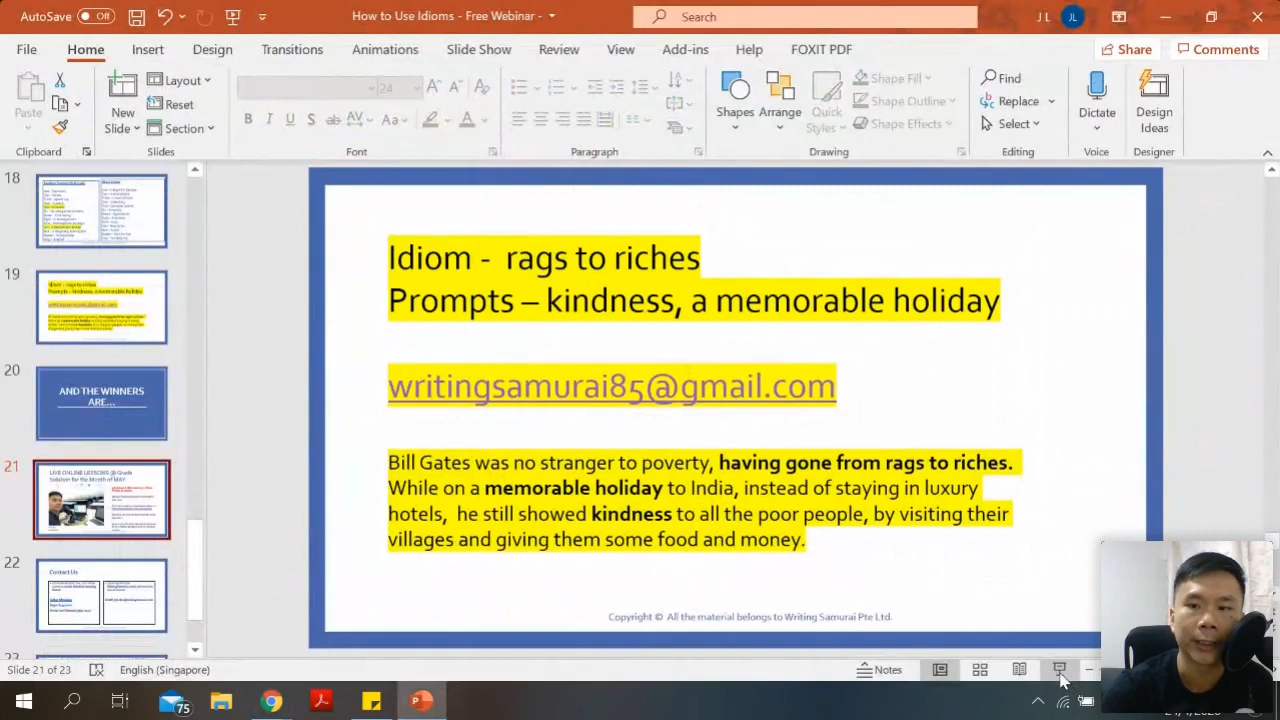 AutoSave Off How to Use Idioms - Free Webinar - Search J L JL
File Home Insert Design Transitions Animations Slide Show Review View Add-ins Help FOXIT PDF Share Comments
Paste New Slide Layout Reset Section 24 Shapes Arrange Quick Styles Shape Fill Shape Outline Shape Effects Find Replace Select Dictate Design Ideas
Clipboard Slides Font Paragraph Drawing Editing Voice Designer
18
19
20
AND THE WINNERS
ARE...
21
22
Contact Us
23
Idiom - rags to riches
Prompts – kindness, a memorable holiday
writingsamurai85@gmail.com
Bill Gates was no stranger to poverty, having gone from rags to riches.
While on a memorable holiday to India, instead of staying in luxury
hotels, he still showed kindness to all the poor people, by visiting their
villages and giving them some food and money.
Copyright © All the material belongs to Writing Samurai Pte Ltd.
Slide 21 of 23 English (Singapore) Notes
75